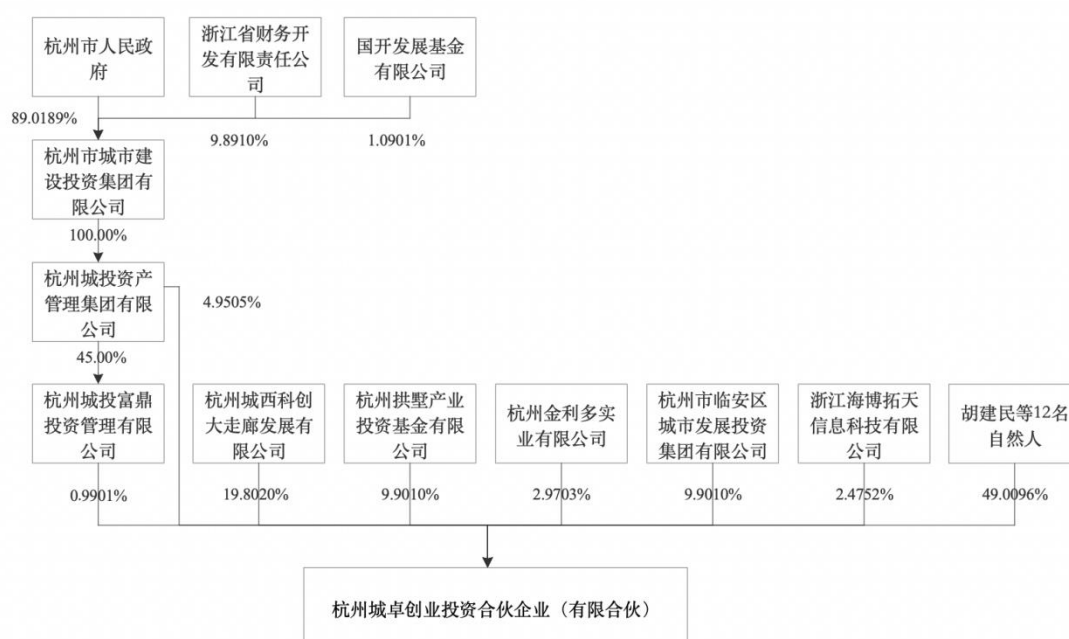 杭州市人民政
府
浙江省财务开
发有限责任公
司
国开发展基金
有限公司
89.0189%
9.8910%
1.0901%
杭州市城市建
设投资集团有
限公司
100.00%
杭州城投资产
管理集团有限
公司
4.9505%
45.00%
杭州城投富鼎
投资管理有限
公司
杭州城西科创
大走廊发展有
限公司
杭州拱墅产业
投资基金有限
公司
杭州金利多实
业有限公司
杭州市临安区
城市发展投资
集团有限公司
浙江海博拓天
信息科技有限
公司
胡建民等12名
自然人
0.9901%
19.8020%
9.9010%
2.9703%
9.9010%
2.4752%
49.0096%
杭州城卓创业投资合伙企业（有限合伙）